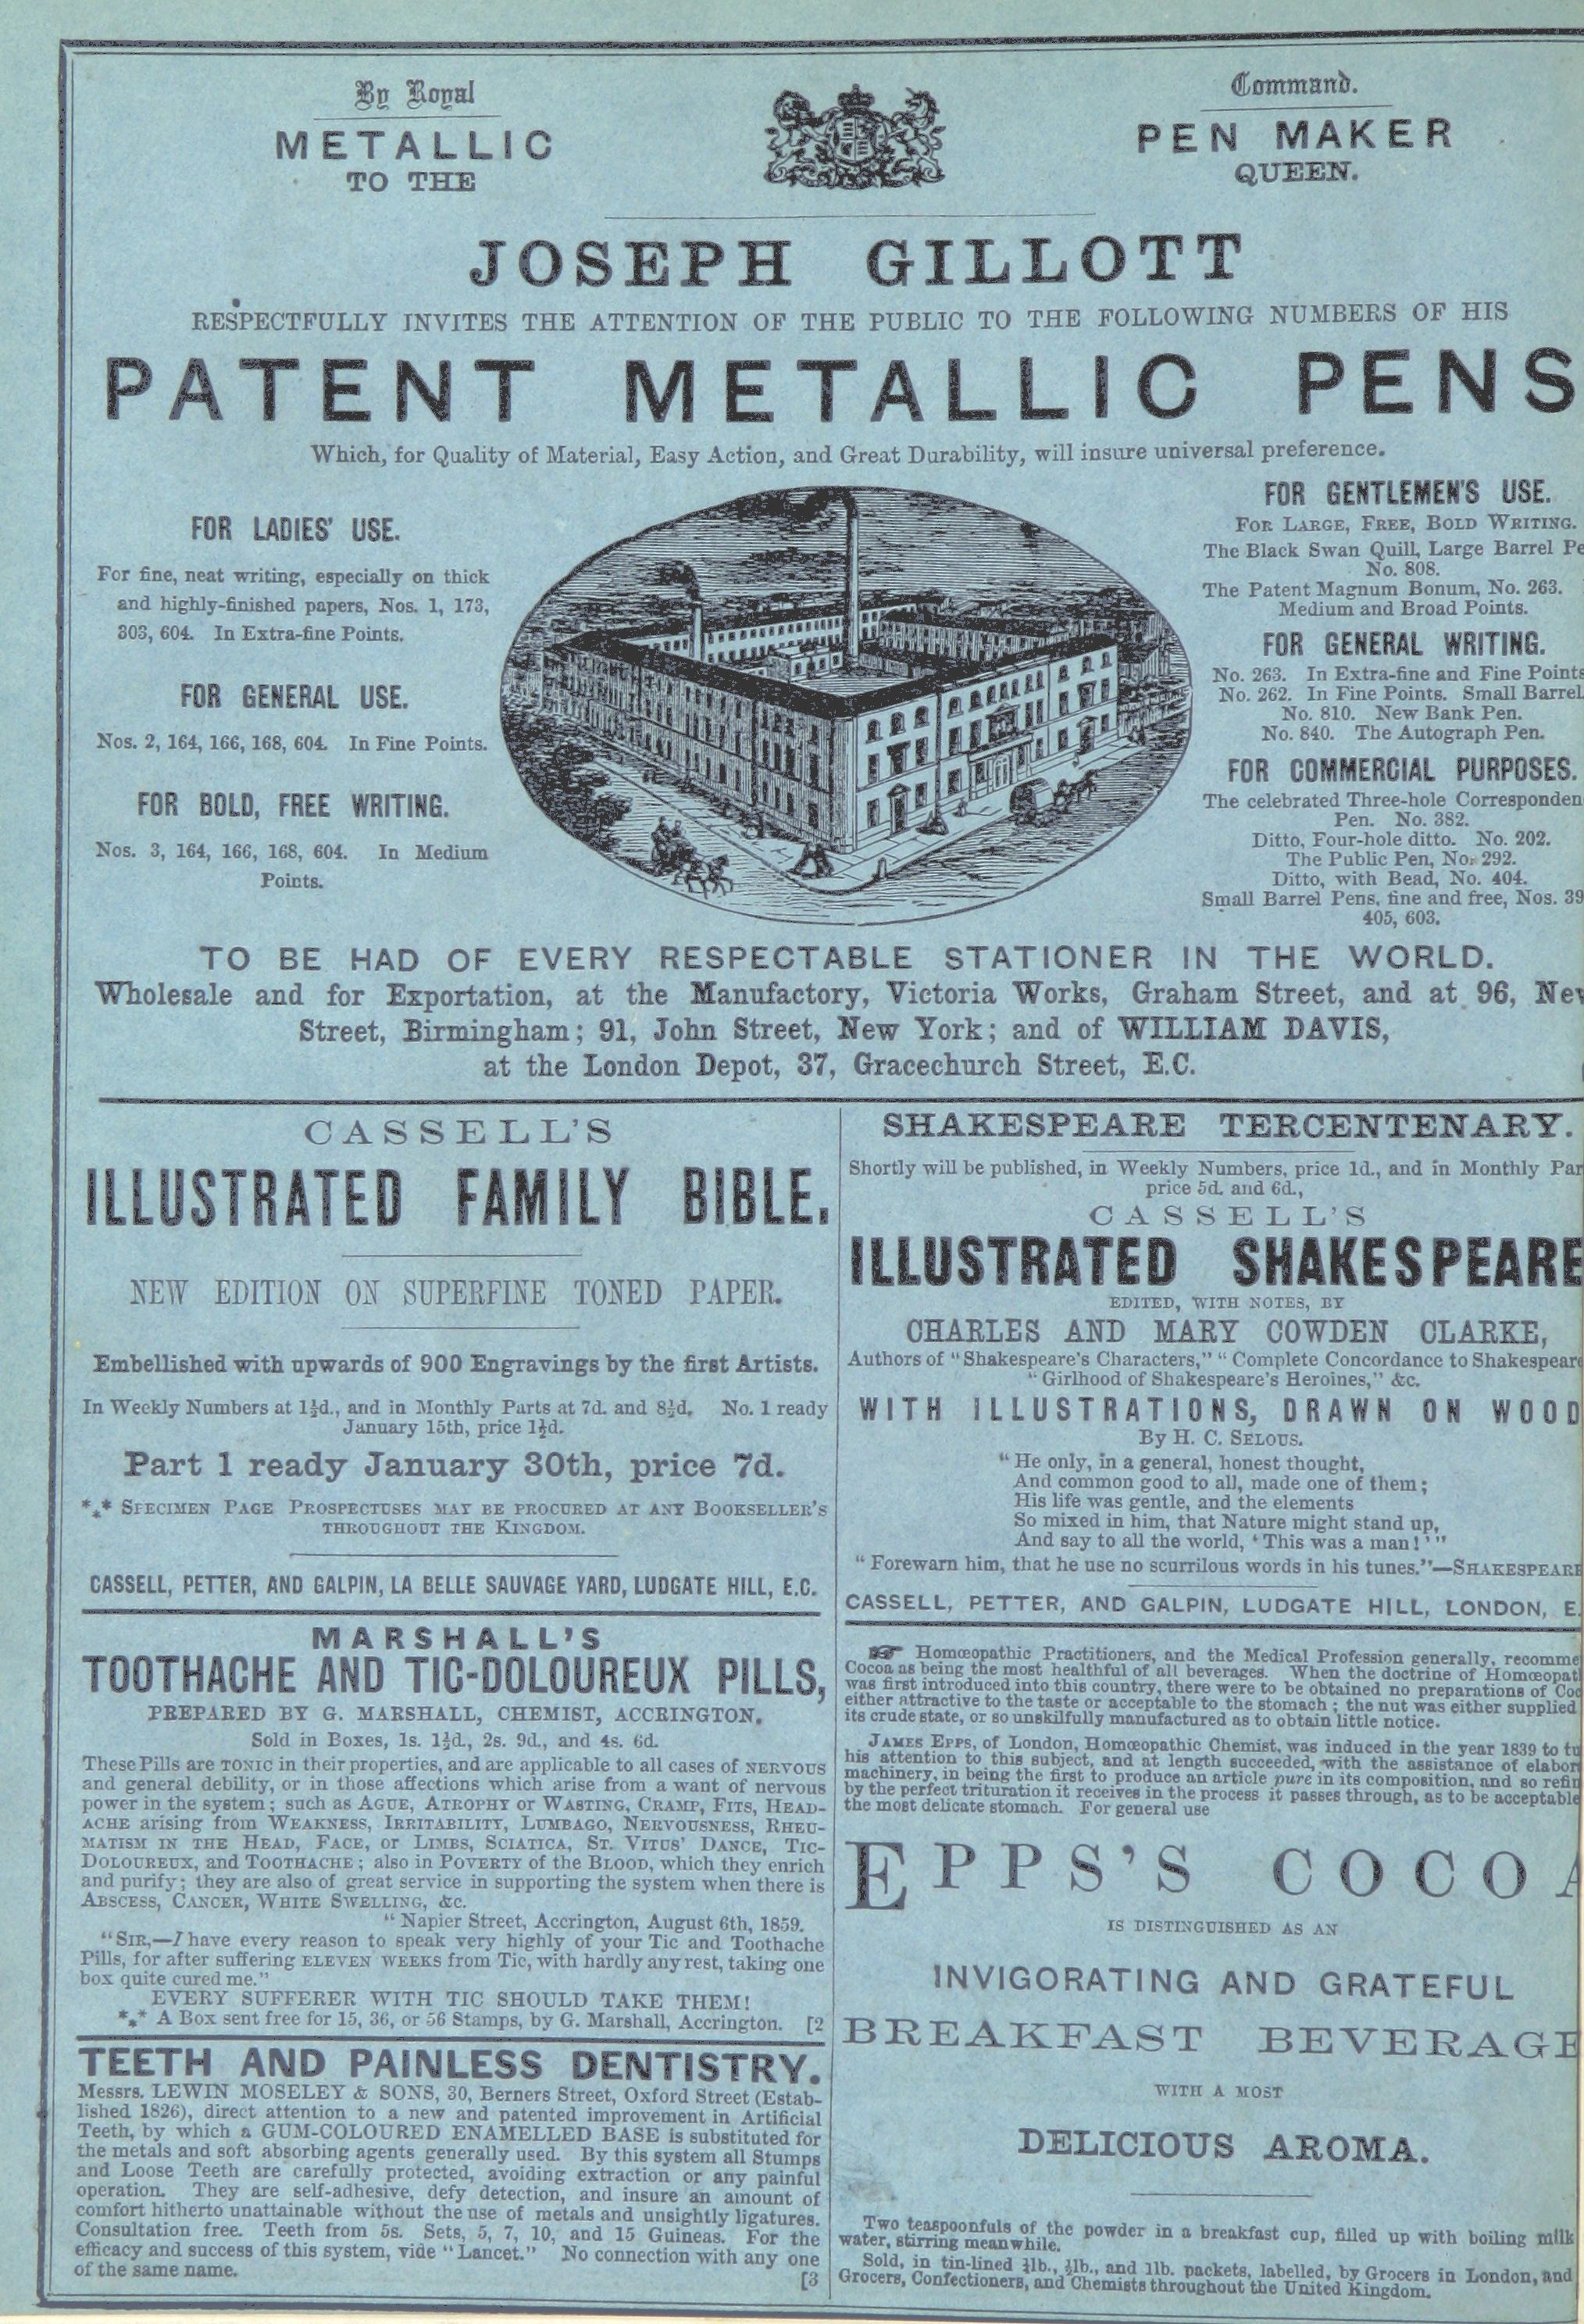 By Royal Command.
METALLIC PEN MAKER
TO THE QUEEN.
JOSEPH GILLOTT
RESPECTFULLY INVITES THE ATTENTION OF THE PUBLIC TO THE FOLLOWING NUMBERS OF HIS
PATENT METALLIC PENS
Which, for Quality of Material, Easy Action, and Great Durability, will insure universal preference.
FOR LADIES' USE.
For fine, neat writing, especially on thick
and highly-finished papers, Nos. 1, 173,
303, 604. In Extra-fine Points.
FOR GENERAL USE.
Nos. 2, 164, 166, 168, 604. In Fine Points.
FOR BOLD, FREE WRITING.
Nos. 3, 164, 166, 168, 604. In Medium
Points.
FOR GENTLEMEN'S USE.
FOR LARGE, FREE, BOLD WRITING.
The Black Swan Quill, Large Barrel Pe
No. 808.
The Patent Magnum Bonum, No. 263.
Medium and Broad Points.
FOR GENERAL WRITING.
No. 263. In Extra-fine and Fine Points
No. 262. In Fine Points. Small Barrel
No. 810. New Bank Pen.
No. 840. The Autograph Pen.
FOR COMMERCIAL PURPOSES.
The celebrated Three-hole Corresponden
Pen. No. 382.
Ditto, Four-hole ditto. No. 202.
The Public Pen, No. 292.
Ditto, with Bead, No. 404.
Small Barrel Pens, fine and free, Nos. 39
405, 603.
TO BE HAD OF EVERY RESPECTABLE STATIONER IN THE WORLD.
Wholesale and for Exportation, at the Manufactory, Victoria Works, Graham Street, and at 96, New
Street, Birmingham; 91, John Street, New York; and of WILLIAM DAVIS,
at the London Depot, 37, Gracechurch Street, E.C.
CASSELL'S
ILLUSTRATED FAMILY BIBLE.
NEW EDITION ON SUPERFINE TONED PAPER.
Embellished with upwards of 900 Engravings by the first Artists.
In Weekly Numbers at 1½d., and in Monthly Parts at 7d. and 8½d. No. 1 ready
January 15th, price 1½d.
Part 1 ready January 30th, price 7d.
*⁎* SPECIMEN PAGE PROSPECTUSES MAY BE PROCURED AT ANY BOOKSELLER'S
THROUGHOUT THE KINGDOM.
CASSELL, PETTER, AND GALPIN, LA BELLE SAUVAGE YARD, LUDGATE HILL, E.C.
MARSHALL'S
TOOTHACHE AND TIC-DOLOUREUX PILLS,
PREPARED BY G. MARSHALL, CHEMIST, ACCRINGTON.
Sold in Boxes, 1s. 1½d., 2s. 9d., and 4s. 6d.
These Pills are TONIC in their properties, and are applicable to all cases of NERVOUS
and general debility, or in those affections which arise from a want of nervous
power in the system; such as AGUE, ATROPHY or WASTING, CRAMP, FITS, HEAD-
ACHE arising from WEAKNESS, IRRITABILITY, LUMBAGO, NERVOUSNESS, RHEU-
MATISM IN THE HEAD, FACE, OR LIMBS, SCIATICA, ST. VITUS' DANCE, TIC-
DOLOUREUX, and TOOTHACHE; also in POVERTY of the BLOOD, which they enrich
and purify; they are also of great service in supporting the system when there is
ABSCESS, CANCER, WHITE SWELLING, &c.
"Napier Street, Accrington, August 6th, 1859.
"SIR,—I have every reason to speak very highly of your Tic and Toothache
Pills, for after suffering ELEVEN WEEKS from Tic, with hardly any rest, taking one
box quite cured me."
EVERY SUFFERER WITH TIC SHOULD TAKE THEM!
*⁎* A Box sent free for 15, 36, or 56 Stamps, by G. Marshall, Accrington. [2
TEETH AND PAINLESS DENTISTRY.
Messrs. LEWIN MOSELEY & SONS, 30, Berners Street, Oxford Street (Estab-
lished 1826), direct attention to a new and patented improvement in Artificial
Teeth, by which a GUM-COLOURED ENAMELLED BASE is substituted for
the metals and soft absorbing agents generally used. By this system all Stumps
and Loose Teeth are carefully protected, avoiding extraction or any painful
operation. They are self-adhesive, defy detection, and insure an amount of
comfort hitherto unattainable without the use of metals and unsightly ligatures.
Consultation free. Teeth from 5s. Sets, 5, 7, 10, and 15 Guineas. For the
efficacy and success of this system, vide "Lancet." No connection with any one
of the same name. [3
SHAKESPEARE TERCENTENARY.
Shortly will be published, in Weekly Numbers, price 1d., and in Monthly Par
price 5d. and 6d.,
CASSELL'S
ILLUSTRATED SHAKESPEARE
EDITED, WITH NOTES, BY
CHARLES AND MARY COWDEN CLARKE,
Authors of "Shakespeare's Characters," "Complete Concordance to Shakespeare
"Girlhood of Shakespeare's Heroines," &c.
WITH ILLUSTRATIONS, DRAWN ON WOOD
By H. C. SELOUS.
"He only, in a general, honest thought,
And common good to all, made one of them;
His life was gentle, and the elements
So mixed in him, that Nature might stand up,
And say to all the world, 'This was a man!'"
"Forewarn him, that he use no scurrilous words in his tunes."—SHAKESPEARE
CASSELL, PETTER, AND GALPIN, LUDGATE HILL, LONDON, E.
☞ Homœopathic Practitioners, and the Medical Profession generally, recomme
Cocoa as being the most healthful of all beverages. When the doctrine of Homœopat
was first introduced into this country, there were to be obtained no preparations of Coc
either attractive to the taste or acceptable to the stomach; the nut was either supplied
its crude state, or so unskilfully manufactured as to obtain little notice.
JAMES EPPS, of London, Homœopathic Chemist, was induced in the year 1839 to tu
his attention to this subject, and at length succeeded, with the assistance of elabor
machinery, in being the first to produce an article pure in its composition, and so refin
by the perfect trituration it receives in the process it passes through, as to be acceptable
the most delicate stomach. For general use
EPPS'S COCOA
IS DISTINGUISHED AS AN
INVIGORATING AND GRATEFUL
BREAKFAST BEVERAGE
WITH A MOST
DELICIOUS AROMA.
Two teaspoonfuls of the powder in a breakfast cup, filled up with boiling milk
water, stirring meanwhile.
Sold, in tin-lined ¼lb., ½lb., and 1lb. packets, labelled, by Grocers in London, and
Grocers, Confectioners, and Chemists throughout the United Kingdom.